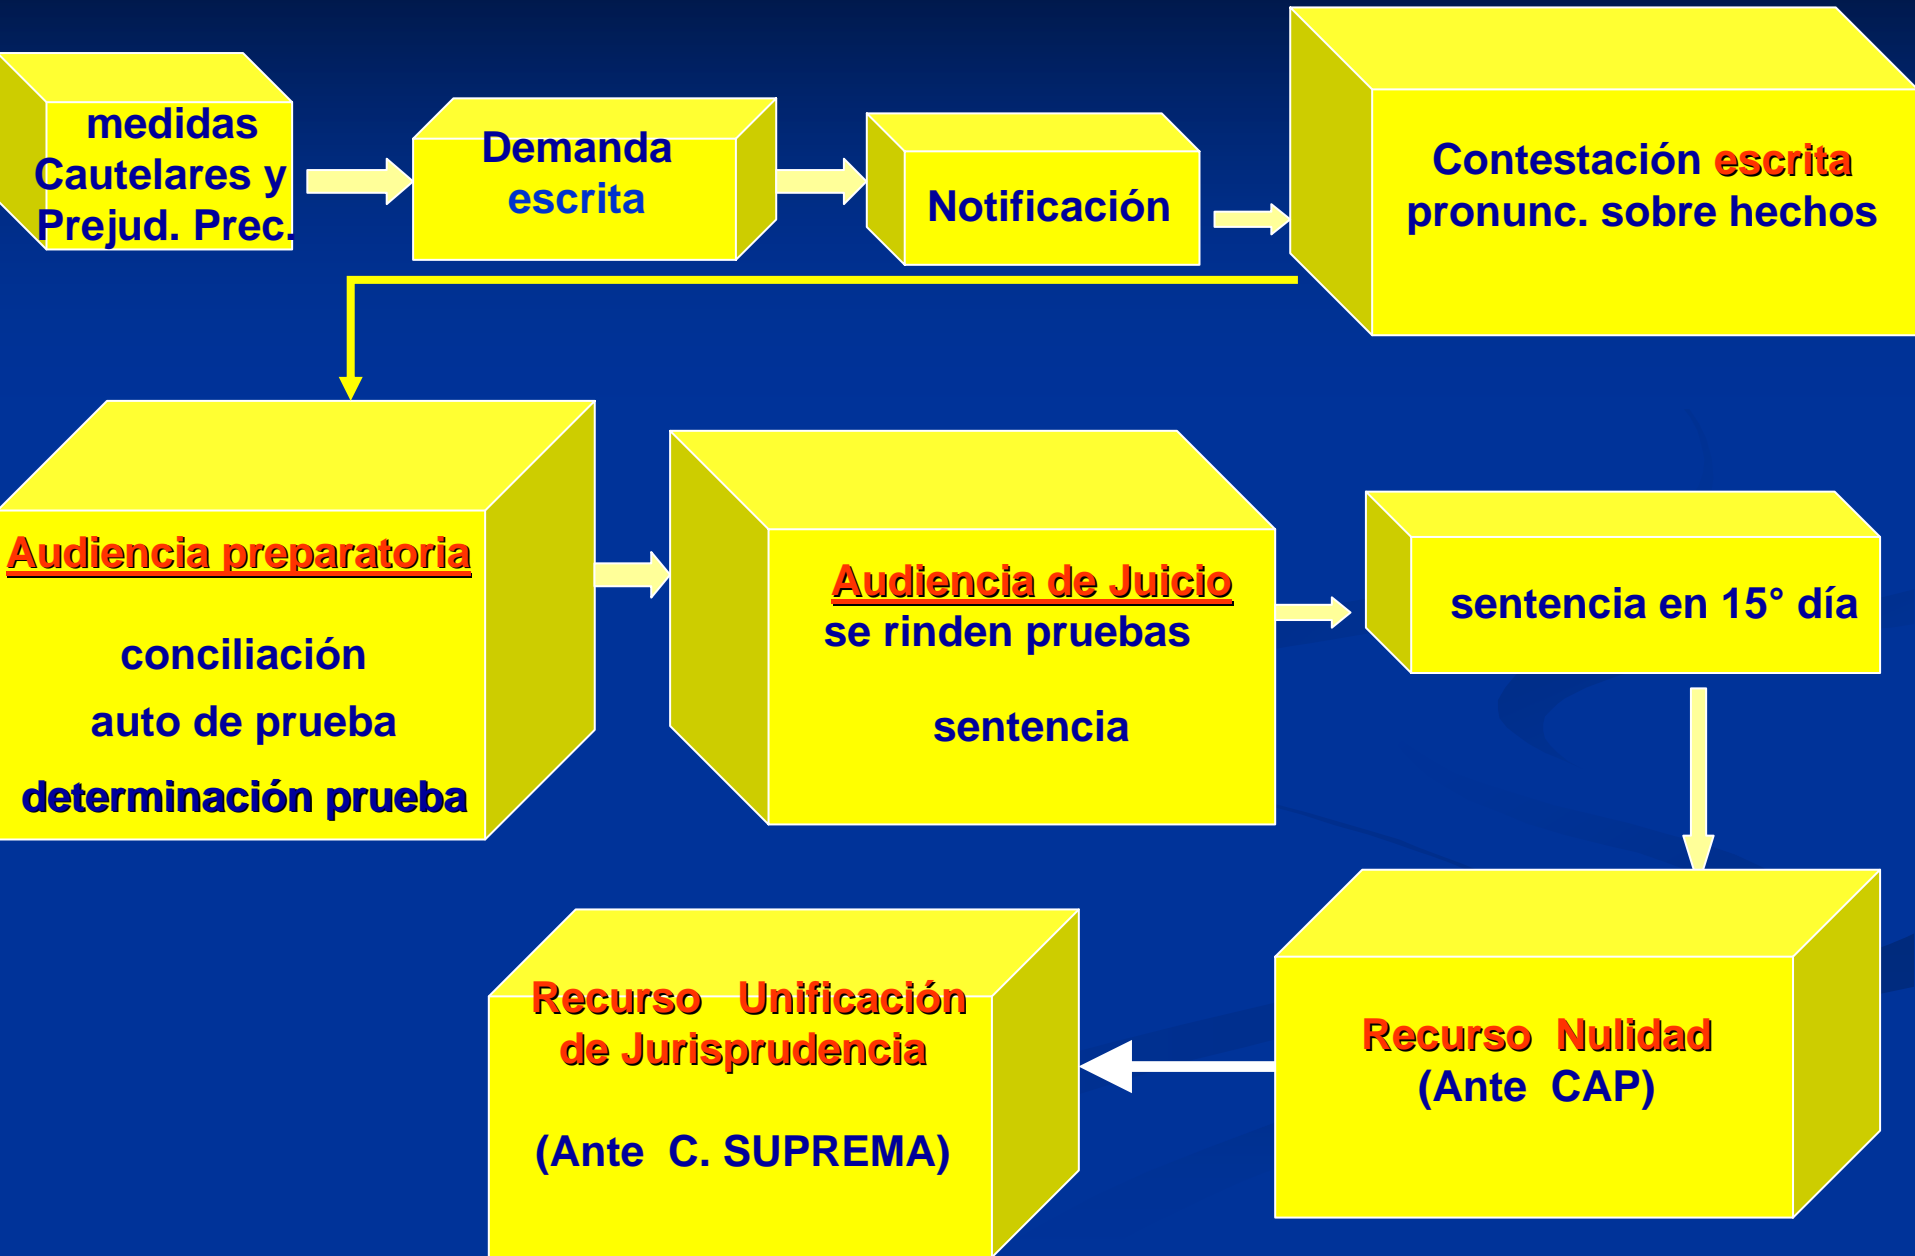 medidas
Cautelares y
Prejud. Prec.
Demanda
escrita
Notificación
Contestación escrita
pronunc. sobre hechos
Audiencia preparatoria
conciliación
auto de prueba
determinación prueba
Audiencia de Juicio
se rinden pruebas
sentencia
sentencia en 15° día
Recurso Nulidad
(Ante CAP)
Recurso Unificación
de Jurisprudencia
(Ante C. SUPREMA)